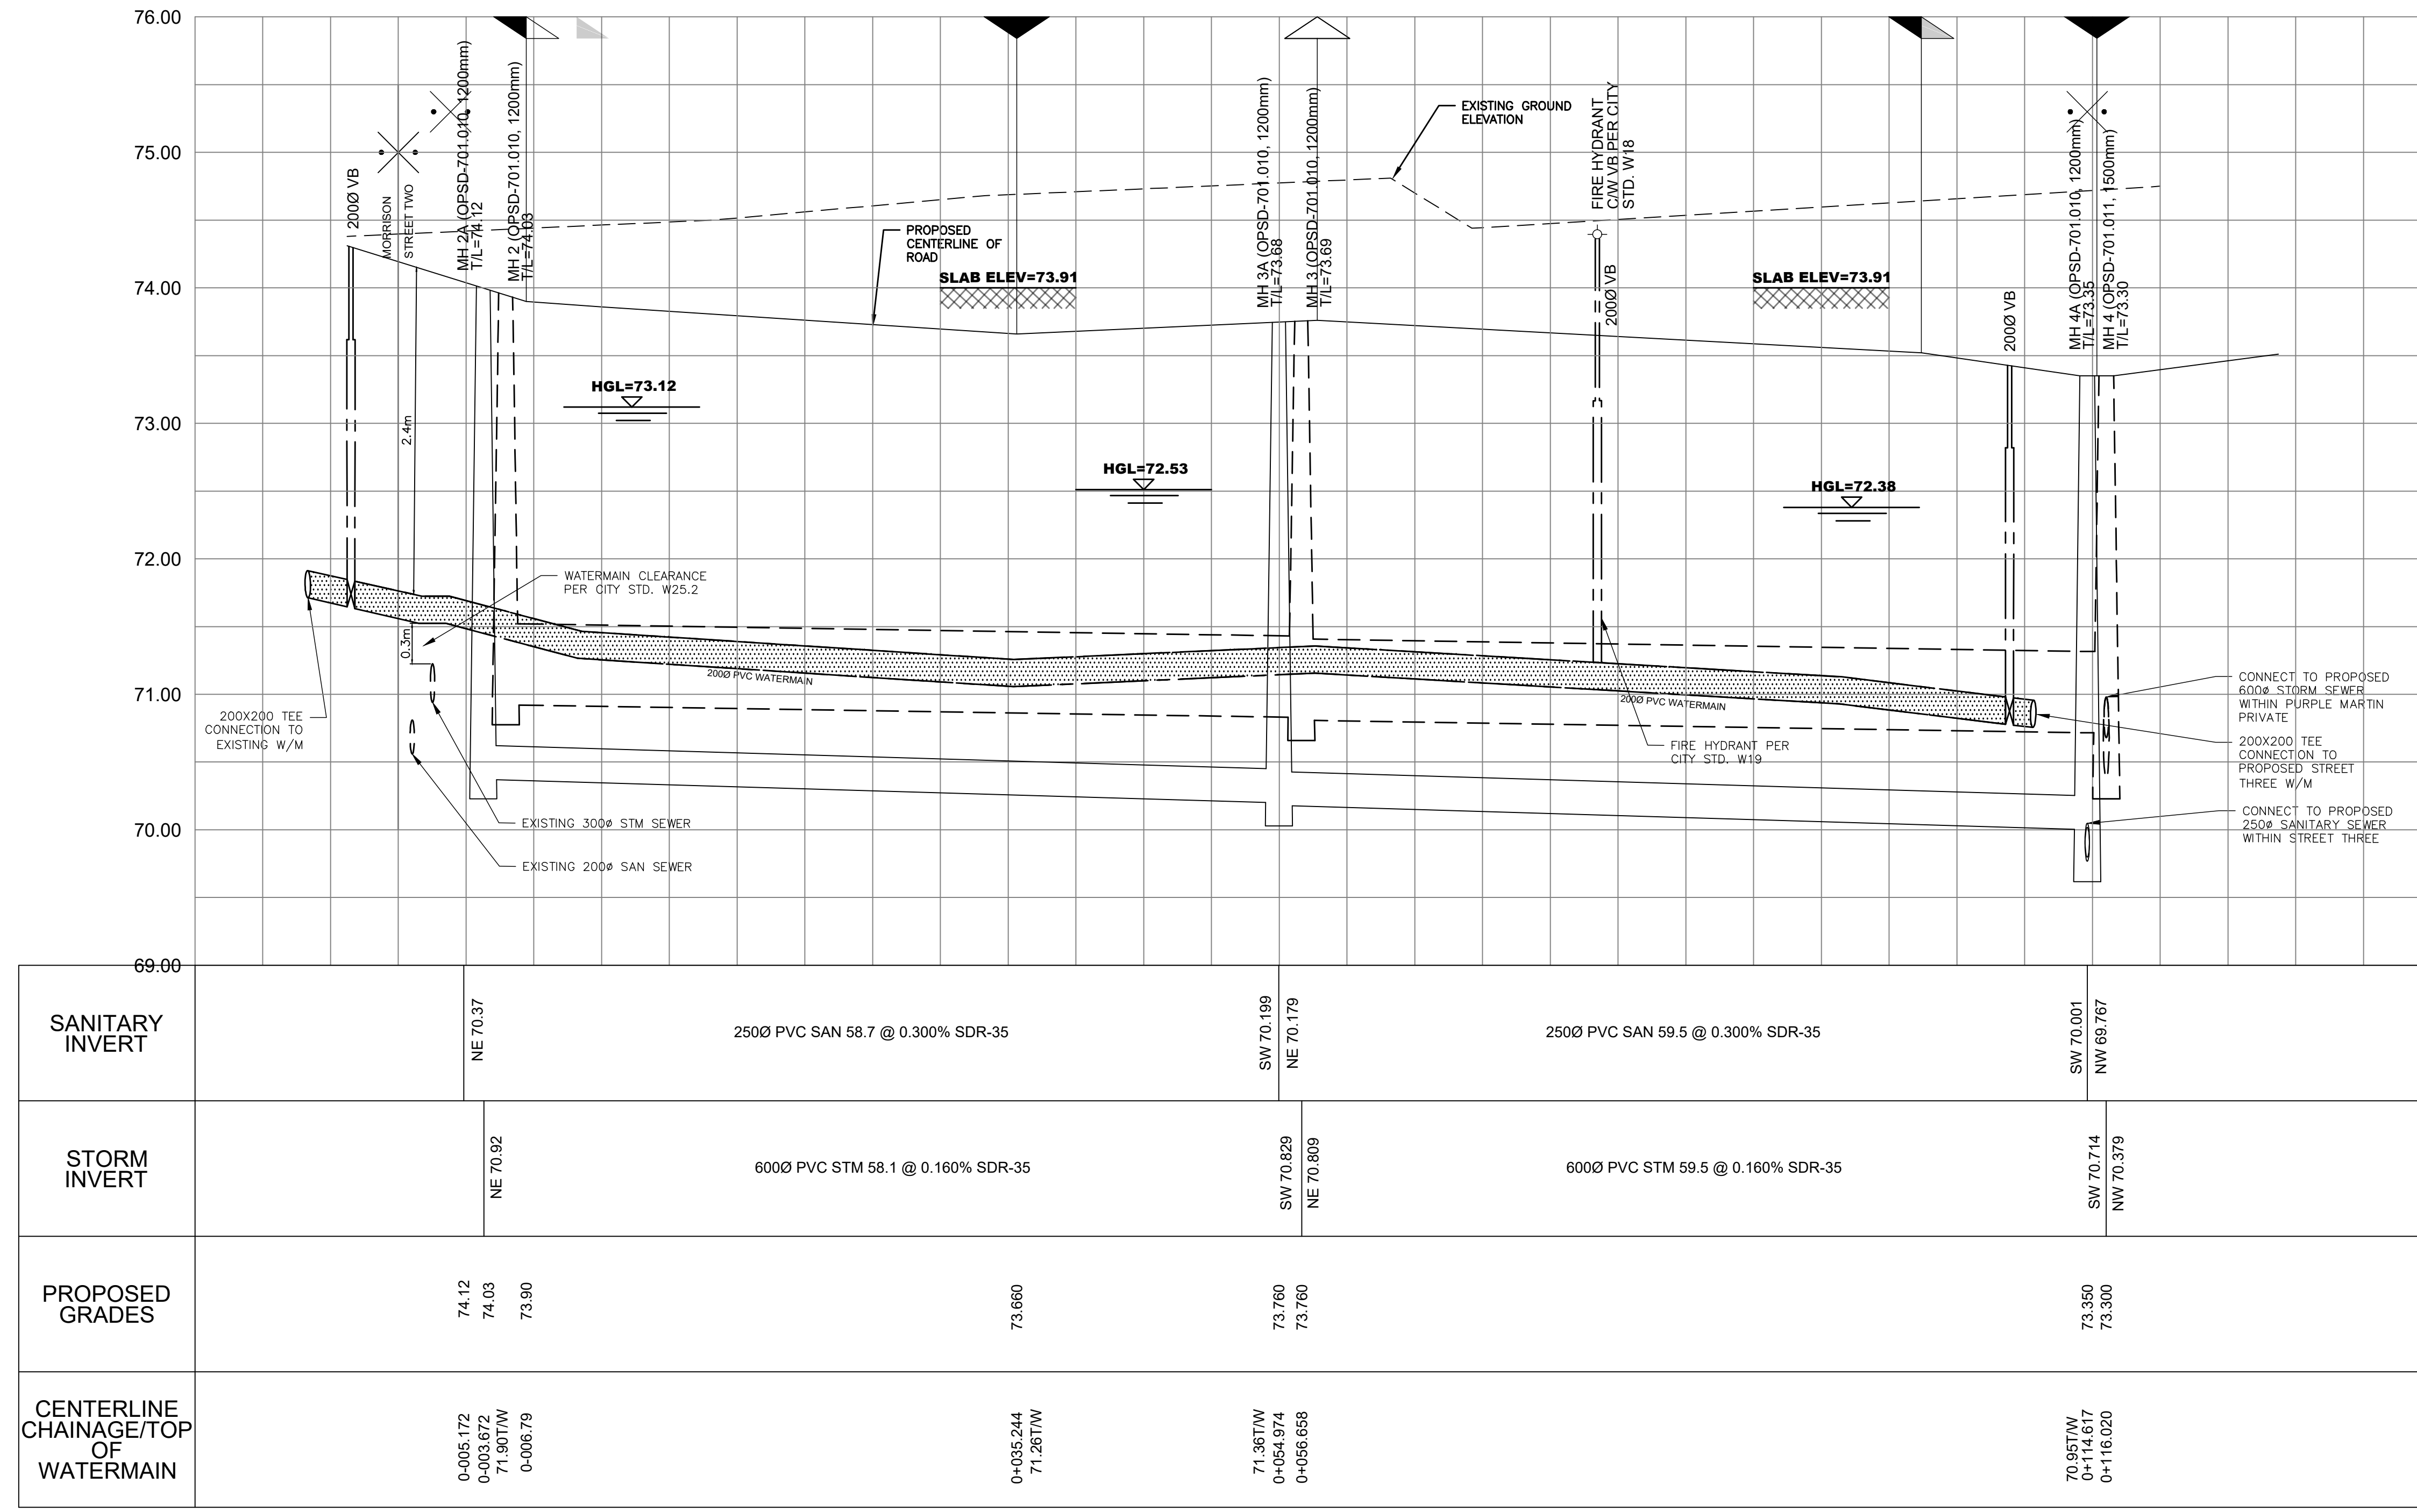 76.00
75.00
74.00
73.00
72.00
71.00
70.00
69.00
200Ø VB
MORRISON
STREET TWO
MH 2A (OPSD-701.010, 1200mm)
T/L=74.12
MH 2 (OPSD-701.010, 1200mm)
T/L=74.03
EXISTING GROUND
ELEVATION
PROPOSED
CENTERLINE OF
ROAD
SLAB ELEV=73.91
MH 3A (OPSD-701.010, 1200mm)
T/L=73.68
MH 3 (OPSD-701.010, 1200mm)
T/L=73.69
FIRE HYDRANT
C/W VB PER CITY
STD. W18
200Ø VB
SLAB ELEV=73.91
200Ø VB
MH 4A (OPSD-701.010, 1200mm)
T/L=73.35
MH 4 (OPSD-701.011, 1500mm)
T/L=73.30
HGL=73.12
HGL=72.53
HGL=72.38
2.4m
0.3m
WATERMAIN CLEARANCE
PER CITY STD. W25.2
200X200 TEE
CONNECTION TO
EXISTING W/M
200Ø PVC WATERMAIN
200Ø PVC WATERMAIN
FIRE HYDRANT PER
CITY STD. W19
EXISTING 300ø STM SEWER
EXISTING 200ø SAN SEWER
CONNECT TO PROPOSED
600ø STORM SEWER
WITHIN PURPLE MARTIN
PRIVATE
200X200 TEE
CONNECTION TO
PROPOSED STREET
THREE W/M
CONNECT TO PROPOSED
250ø SANITARY SEWER
WITHIN STREET THREE
SANITARY
INVERT
NE 70.37
250Ø PVC SAN 58.7 @ 0.300% SDR-35
SW 70.199
NE 70.179
250Ø PVC SAN 59.5 @ 0.300% SDR-35
SW 70.001
NW 69.767
STORM
INVERT
NE 70.92
600Ø PVC STM 58.1 @ 0.160% SDR-35
SW 70.829
NE 70.809
600Ø PVC STM 59.5 @ 0.160% SDR-35
SW 70.714
NW 70.379
PROPOSED
GRADES
74.12
74.03
73.90
73.660
73.760
73.760
73.350
73.300
CENTERLINE
CHAINAGE/TOP
OF
WATERMAIN
0-005.172
0-003.672
71.90T/W
0-006.79
0+035.244
71.26T/W
71.36T/W
0+054.974
0+056.658
70.95T/W
0+114.617
0+116.020